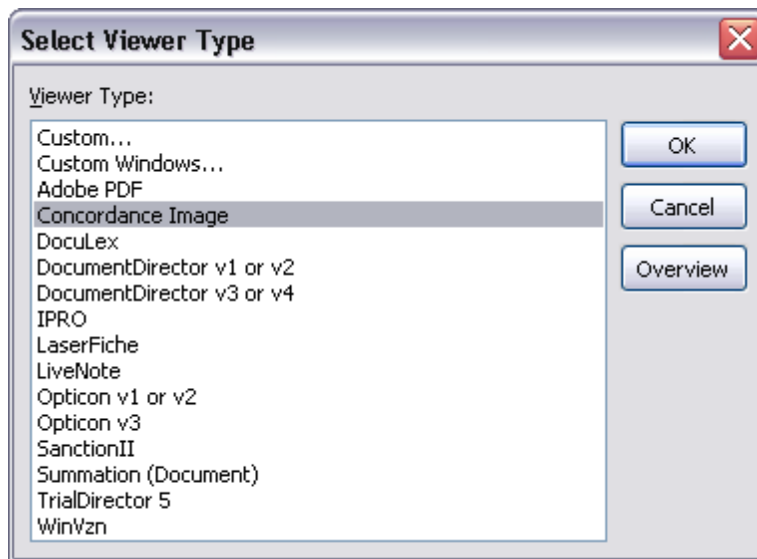 Select Viewer Type
Viewer Type:
Custom...
Custom Windows...
Adobe PDF
Concordance Image
DocuLex
DocumentDirector v1 or v2
DocumentDirector v3 or v4
IPRO
LaserFiche
LiveNote
Opticon v1 or v2
Opticon v3
SanctionII
Summation (Document)
TrialDirector 5
WinVzn
OK
Cancel
Overview